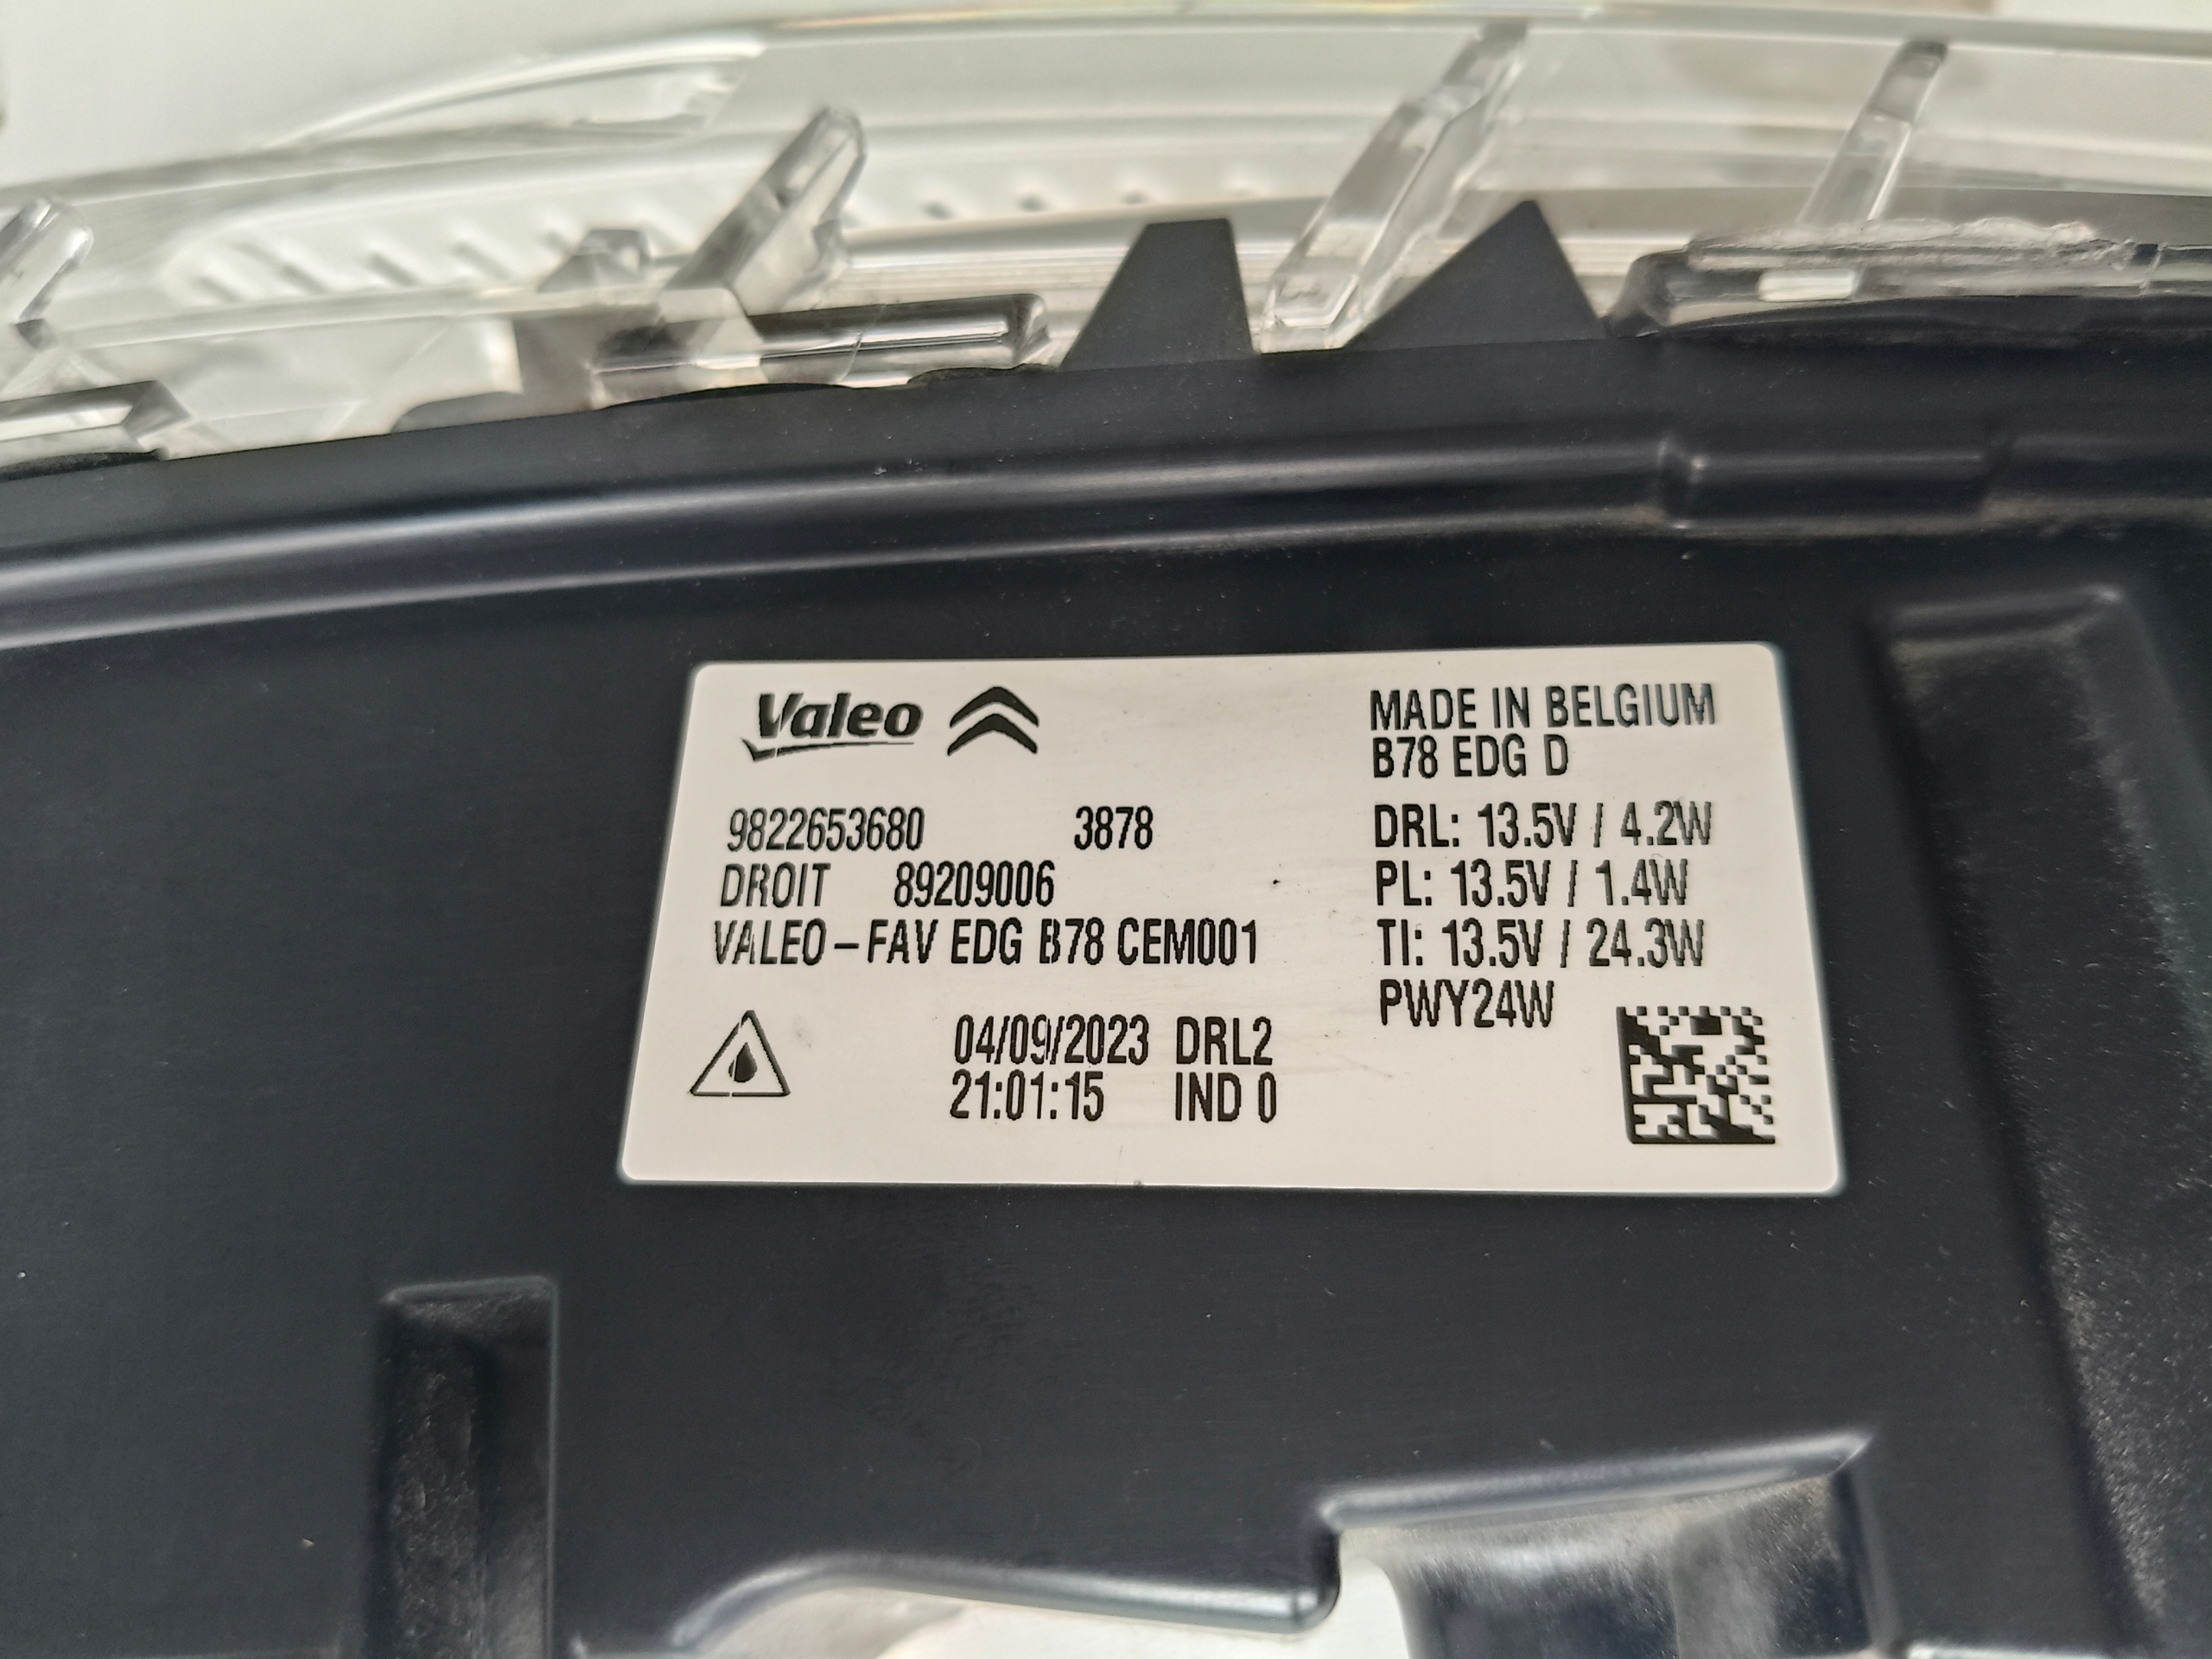 Valeo
9822653680 3878
DROIT 89209006
VALEO – FAV EDG B78 CEM001
04/09/2023 DRL2
21:01:15 IND 0
MADE IN BELGIUM
B78 EDG D
DRL: 13.5V / 4.2W
PL: 13.5V / 1.4W
TI: 13.5V / 24.3W
PWY24W